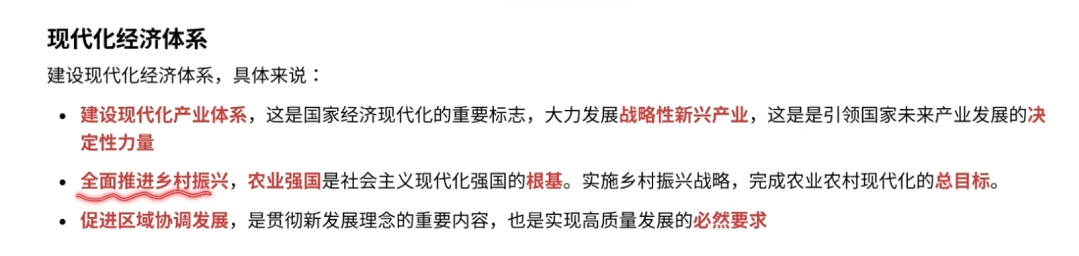 现代化经济体系
建设现代化经济体系，具体来说：
• 建设现代化产业体系，这是国家经济现代化的重要标志，大力发展战略性新兴产业，这是是引领国家未来产业发展的决
定性力量
• 全面推进乡村振兴，农业强国是社会主义现代化强国的根基。实施乡村振兴战略，完成农业农村现代化的总目标。
• 促进区域协调发展，是贯彻新发展理念的重要内容，也是实现高质量发展的必然要求